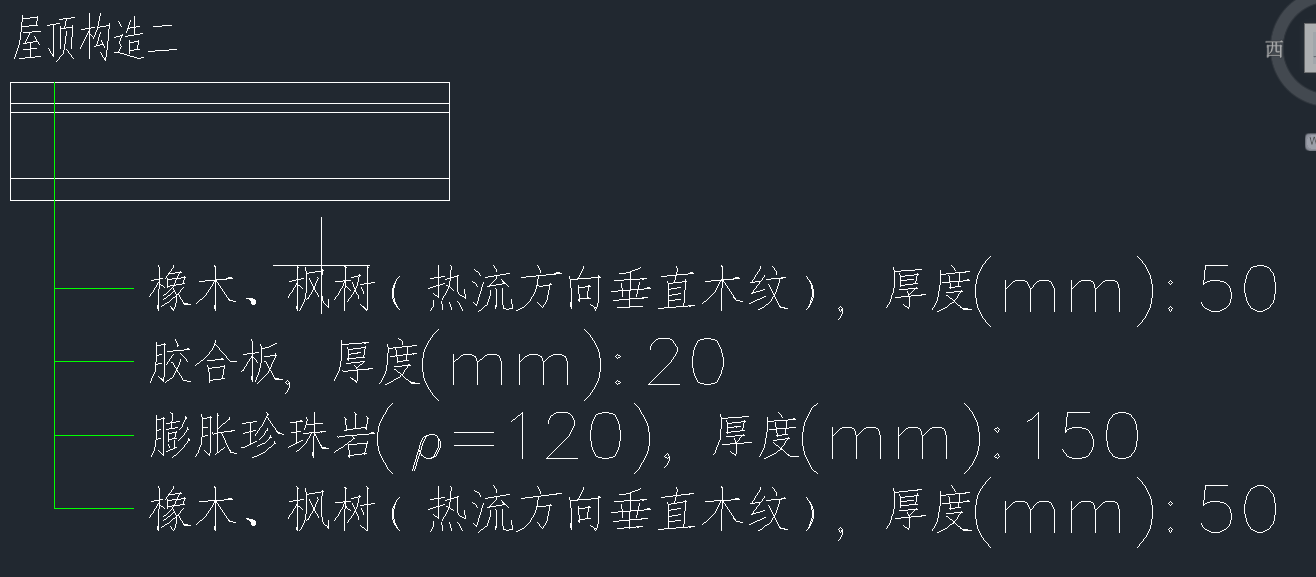 屋顶构造二
西
橡木、枫树（热流方向垂直木纹），厚度(mm):50
胶合板，厚度(mm):20
膨胀珍珠岩(ρ=120)，厚度(mm):150
橡木、枫树（热流方向垂直木纹），厚度(mm):50